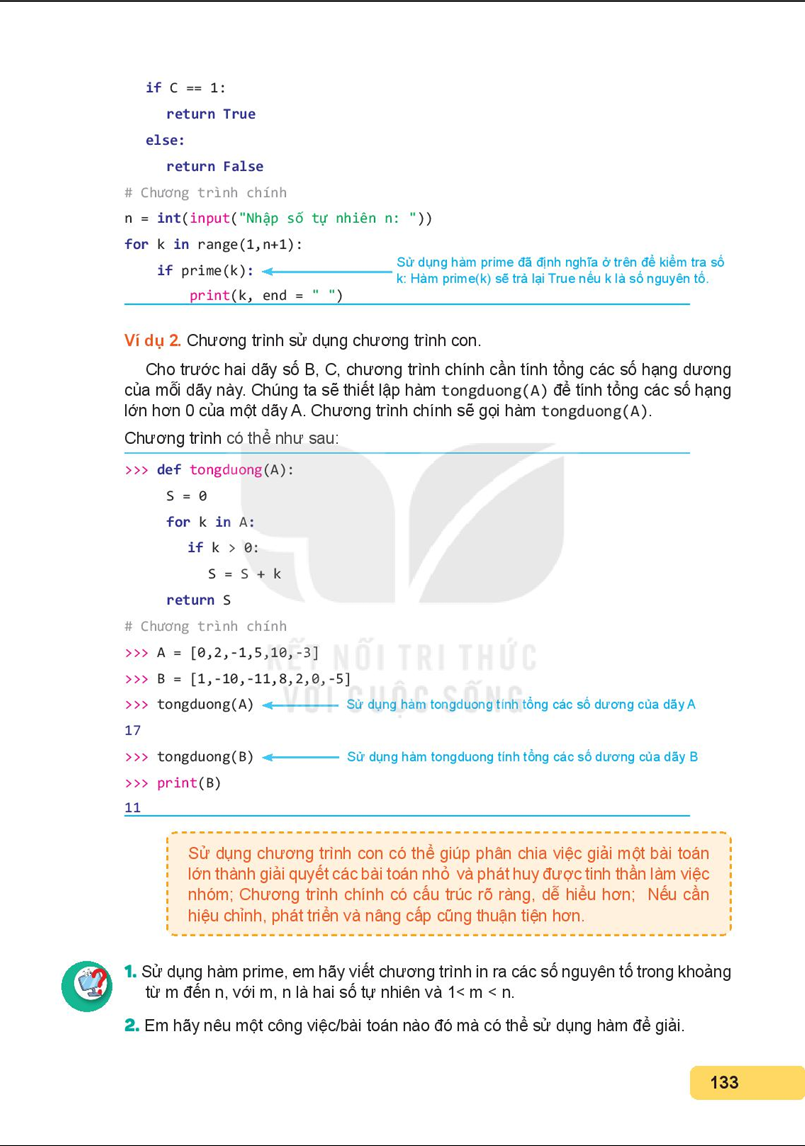 if C == 1:
return True
else:
return False
# Chương trình chính
n = int(input("Nhập số tự nhiên n: "))
for k in range(1,n+1):
if prime(k):
Sử dụng hàm prime đã định nghĩa ở trên để kiểm tra số
k: Hàm prime(k) sẽ trả lại True nếu k là số nguyên tố.
print(k, end = " ")
Ví dụ 2. Chương trình sử dụng chương trình con.
Cho trước hai dãy số B, C, chương trình chính cần tính tổng các số hạng dương
của mỗi dãy này. Chúng ta sẽ thiết lập hàm tongduong(A) để tính tổng các số hạng
lớn hơn 0 của một dãy A. Chương trình chính sẽ gọi hàm tongduong(A).
Chương trình có thể như sau:
>>> def tongduong(A):
S = 0
for k in A:
if k > 0:
S = S + k
return S
# Chương trình chính
>>> A = [0,2,-1,5,10,-3]
>>> B = [1,-10,-11,8,2,0,-5]
>>> tongduong(A) Sử dụng hàm tongduong tính tổng các số dương của dãy A
17
>>> tongduong(B) Sử dụng hàm tongduong tính tổng các số dương của dãy B
>>> print(B)
11
KẾT NỐI TRI THỨC
VỚI CUỘC SỐNG
Sử dụng chương trình con có thể giúp phân chia việc giải một bài toán
lớn thành giải quyết các bài toán nhỏ và phát huy được tinh thần làm việc
nhóm; Chương trình chính có cấu trúc rõ ràng, dễ hiểu hơn; Nếu cần
hiệu chỉnh, phát triển và nâng cấp cũng thuận tiện hơn.
1. Sử dụng hàm prime, em hãy viết chương trình in ra các số nguyên tố trong khoảng
từ m đến n, với m, n là hai số tự nhiên và 1< m < n.
2. Em hãy nêu một công việc/bài toán nào đó mà có thể sử dụng hàm để giải.
133